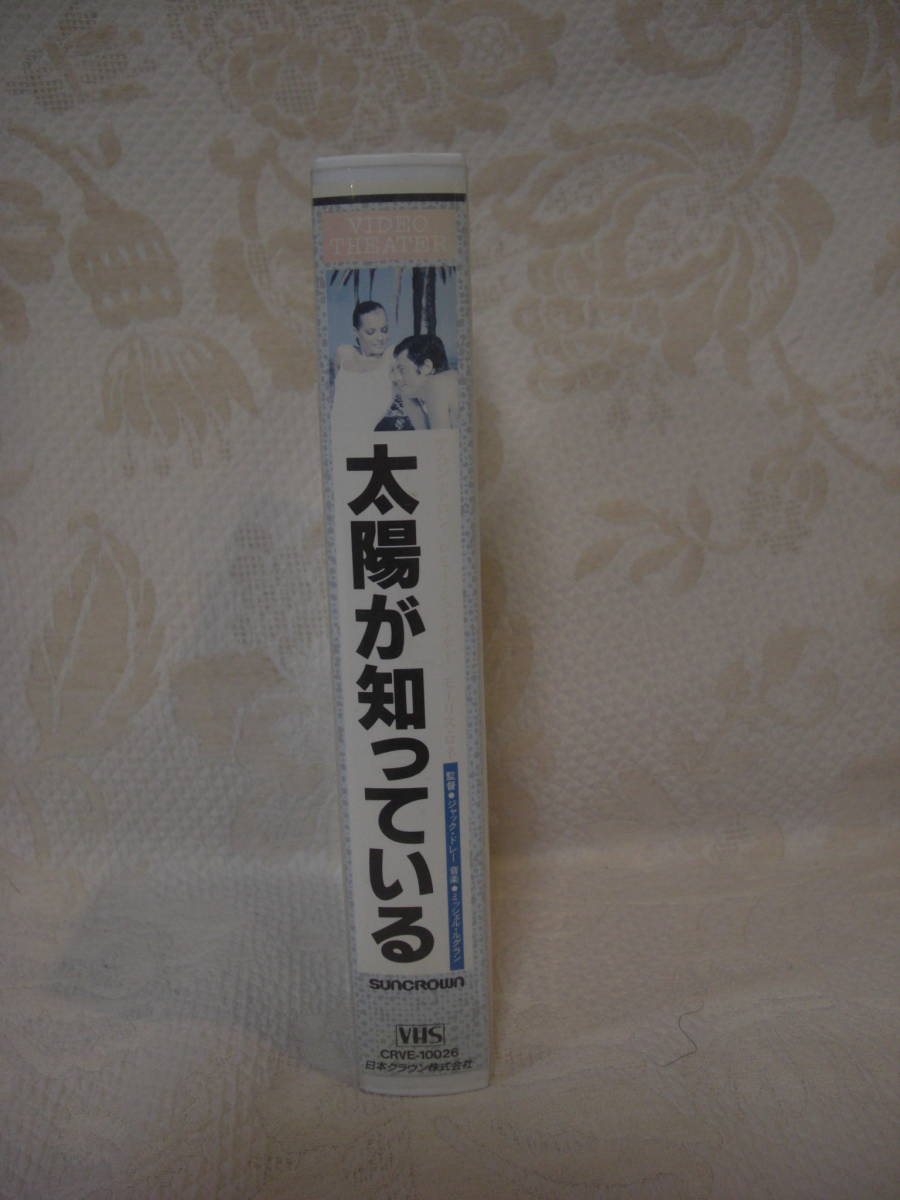 VIDEO
THEATER
太陽が知っている
監督●ジャック・ドレー 音楽●ミッシェル・ルグラン
SUNCROWN
VHS
CRVE-10026
日本クラウン株式会社